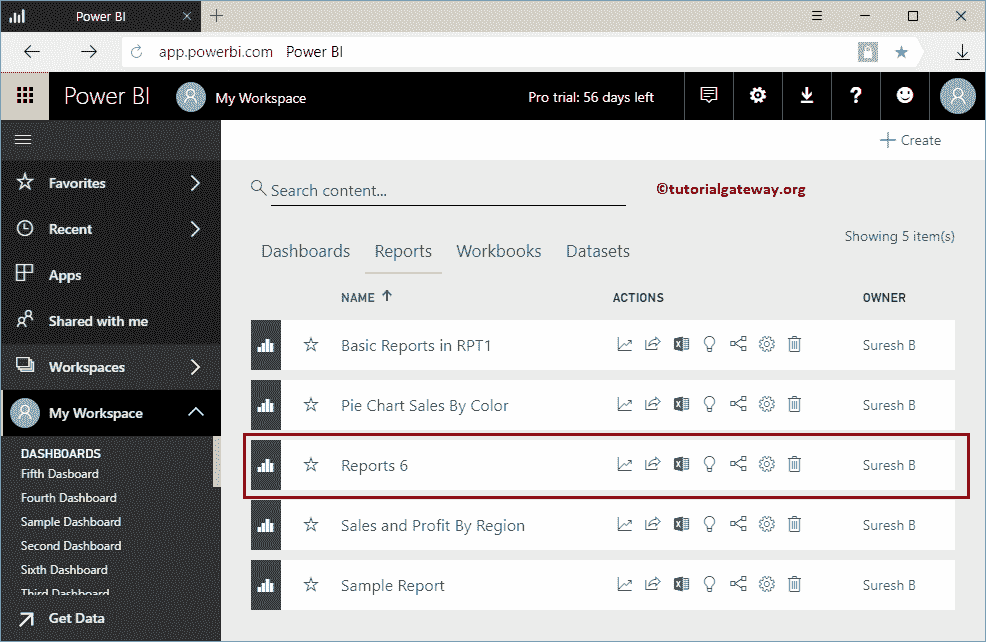 Power BI
app.powerbi.com Power BI
Power BI My Workspace Pro trial: 56 days left ?
Create
Favorites
Recent
Apps
Shared with me
Workspaces
My Workspace
DASHBOARDS
Fifth Dasboard
Fourth Dashboard
Sample Dashboard
Second Dashboard
Sixth Dashboard
Third Dashboard
Get Data
Search content...
©tutorialgateway.org
Showing 5 item(s)
Dashboards Reports Workbooks Datasets
NAME ACTIONS OWNER
Basic Reports in RPT1 Suresh B
Pie Chart Sales By Color Suresh B
Reports 6 Suresh B
Sales and Profit By Region Suresh B
Sample Report Suresh B